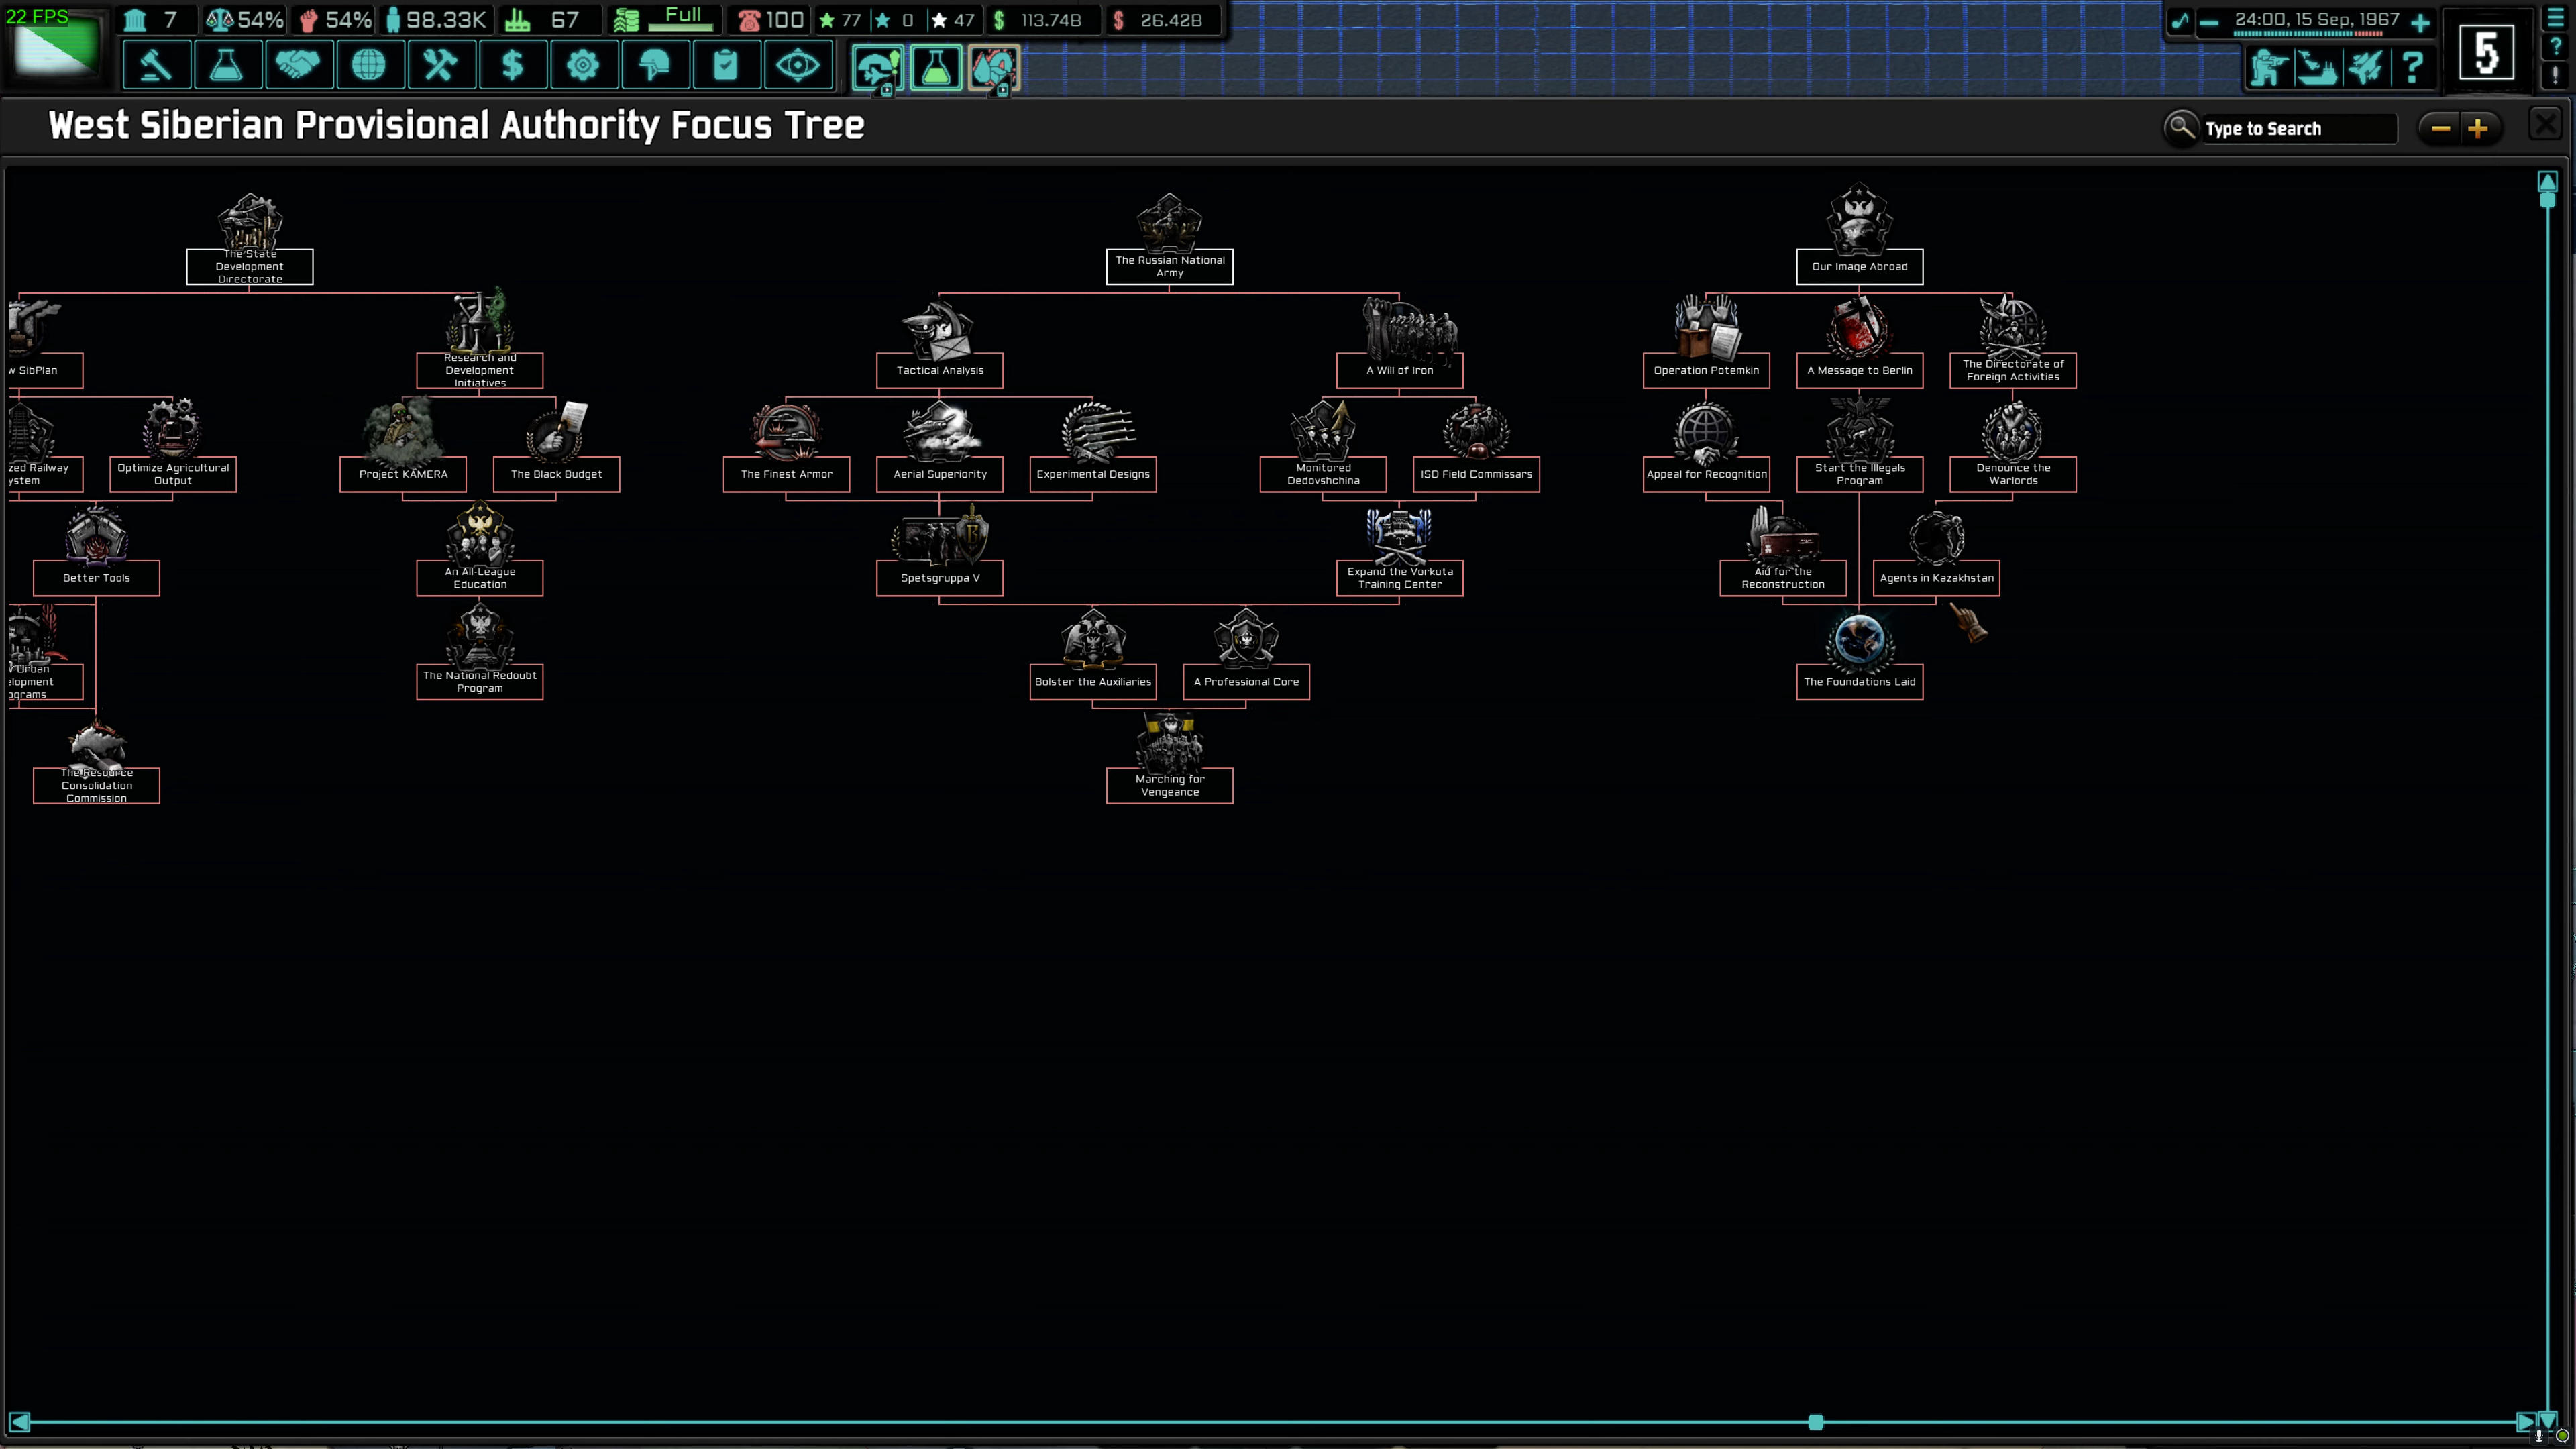 22 FPS
7
54%
54%
98.33K
67
Full
100
77
0
47
$ 113.74B
$ 26.42B
24:00, 15 Sep, 1967
5
West Siberian Provisional Authority Focus Tree
Type to Search
The State
Development
Directorate
The Russian National
Army
Our Image Abroad
w SibPlan
Research and
Development
Initiatives
Tactical Analysis
A Will of Iron
Operation Potemkin
A Message to Berlin
The Directorate of
Foreign Activities
zed Railway
ystem
Optimize Agricultural
Output
Project KAMERA
The Black Budget
The Finest Armor
Aerial Superiority
Experimental Designs
Monitored
Dedovshchina
ISD Field Commissars
Appeal for Recognition
Start the Illegals
Program
Denounce the
Warlords
Better Tools
An All-League
Education
Spetsgruppa V
Expand the Vorkuta
Training Center
Aid for the
Reconstruction
Agents in Kazakhstan
Urban
elopment
ograms
The National Redoubt
Program
Bolster the Auxiliaries
A Professional Core
The Foundations Laid
The Resource
Consolidation
Commission
Marching for
Vengeance